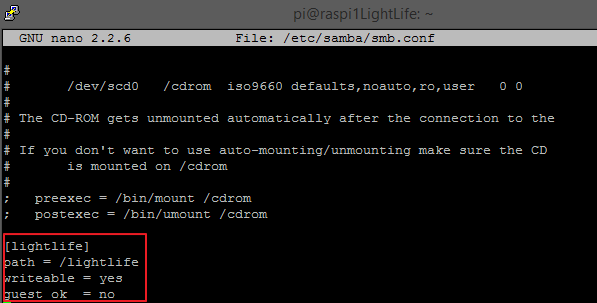 pi@raspi1LightLife: ~
GNU nano 2.2.6 File: /etc/samba/smb.conf
#
# /dev/scd0 /cdrom iso9660 defaults,noauto,ro,user 0 0
#
# The CD-ROM gets unmounted automatically after the connection to the
#
# If you don't want to use auto-mounting/unmounting make sure the CD
# is mounted on /cdrom
#
; preexec = /bin/mount /cdrom
; postexec = /bin/umount /cdrom
[lightlife]
path = /lightlife
writeable = yes
guest ok = no